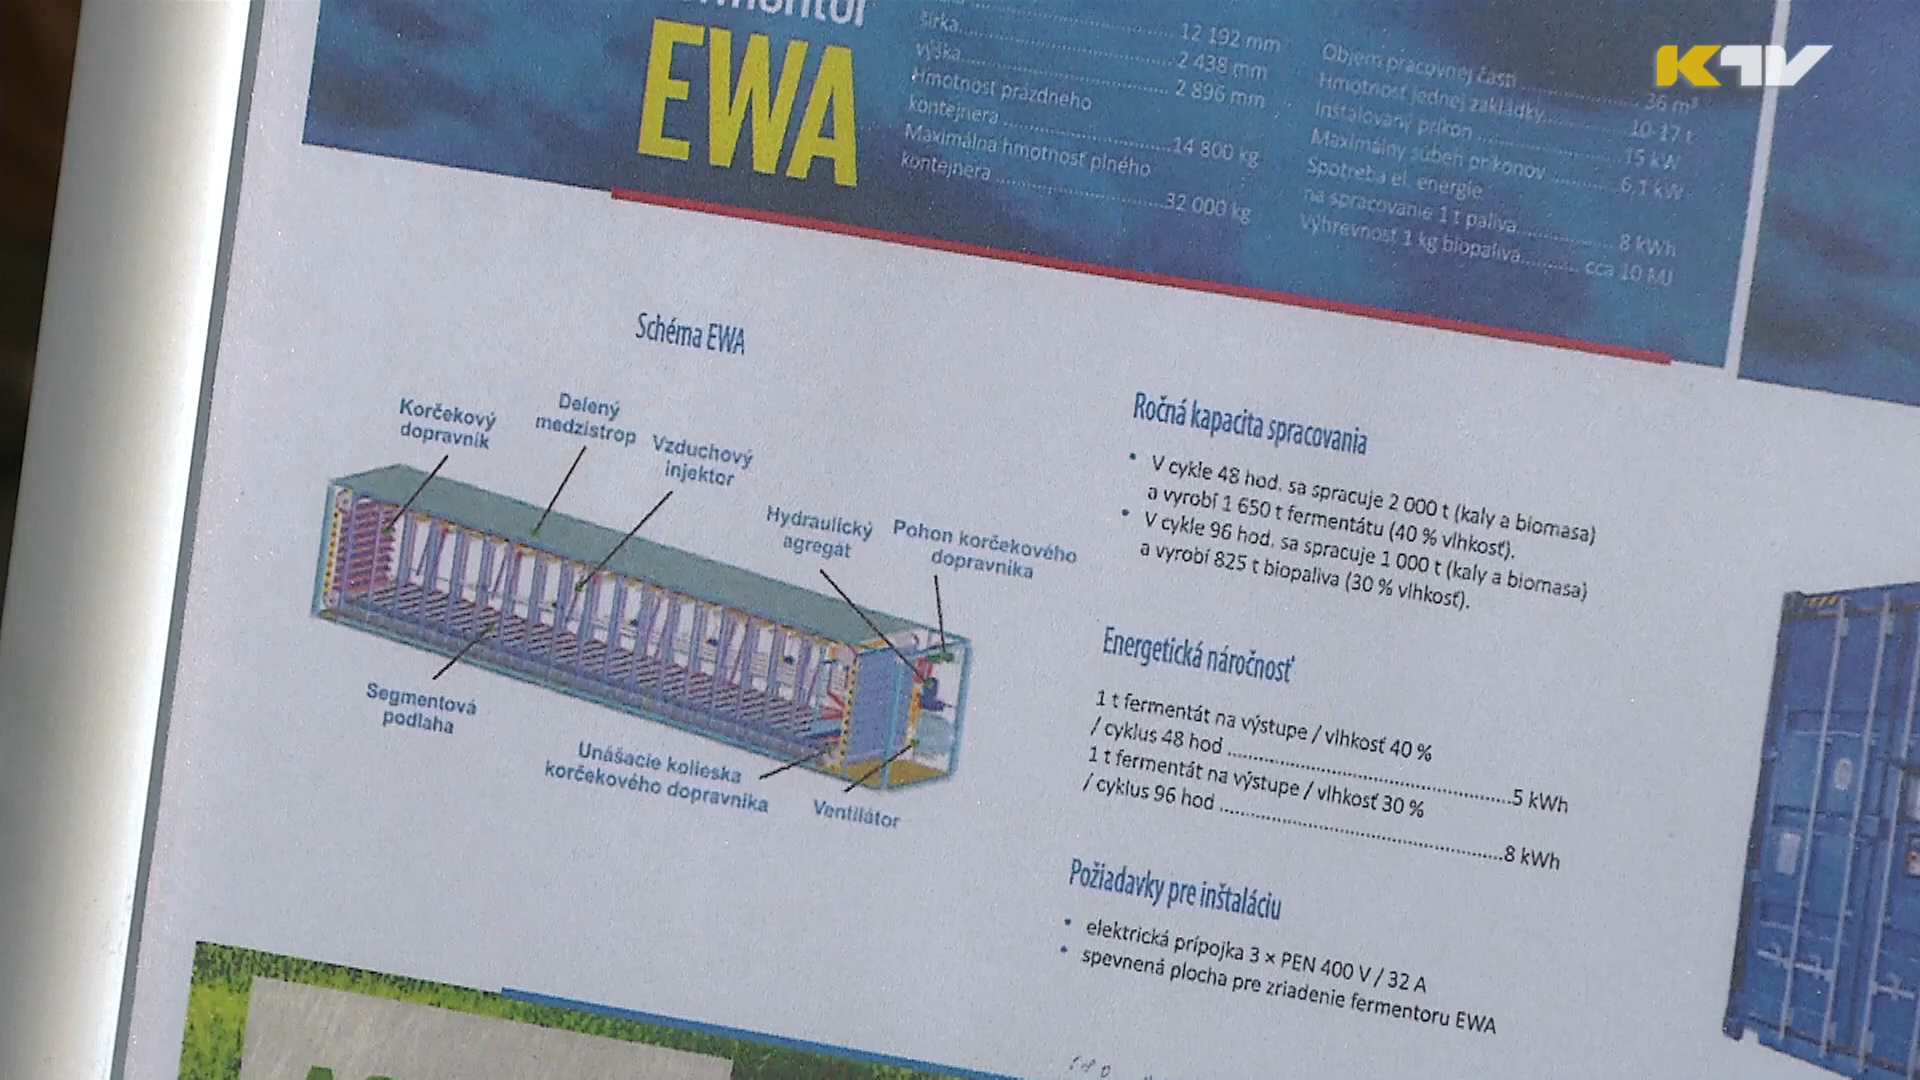 KTV
EWA
12 192 mm
šírka
2 438 mm
výška
2 896 mm
Hmotnosť prázdneho
kontejnera
14 800 kg
Maximálna hmotnosť plného
kontejnera
32 000 kg
Objem pracovnej časti
36 m³
Hmotnosť jednej zakládky
10-17 t
Inštalovaný príkon
15 kW
Maximálny súbeh príkonov
6,1 kW
Spotreba el. energie
na spracovanie 1 t paliva
8 kWh
Výhrevnosť 1 kg biopaliva
cca 10 MJ
Schéma EWA
Korčekový
dopravník
Delený
medzistrop
Vzduchový
injektor
Hydraulický
agregát
Pohon korčekového
dopravníka
Segmentová
podlaha
Unášacie kolieska
korčekového dopravníka
Ventilátor
Ročná kapacita spracovania
• V cykle 48 hod. sa spracuje 2 000 t (kaly a biomasa)
a vyrobí 1 650 t fermentátu (40 % vlhkosť).
• V cykle 96 hod. sa spracuje 1 000 t (kaly a biomasa)
a vyrobí 825 t biopaliva (30 % vlhkosť).
Energetická náročnosť
1 t fermentát na výstupe / vlhkosť 40 %
/ cyklus 48 hod ........ 5 kWh
1 t fermentát na výstupe / vlhkosť 30 %
/ cyklus 96 hod ........ 8 kWh
Požiadavky pre inštaláciu
• elektrická prípojka 3 × PEN 400 V / 32 A
• spevnená plocha pre zriadenie fermentoru EWA